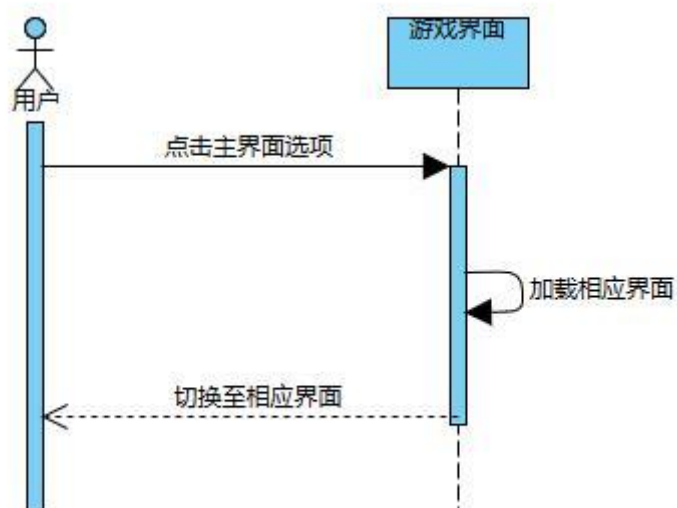 游戏界面
用户
点击主界面选项
加载相应界面
切换至相应界面